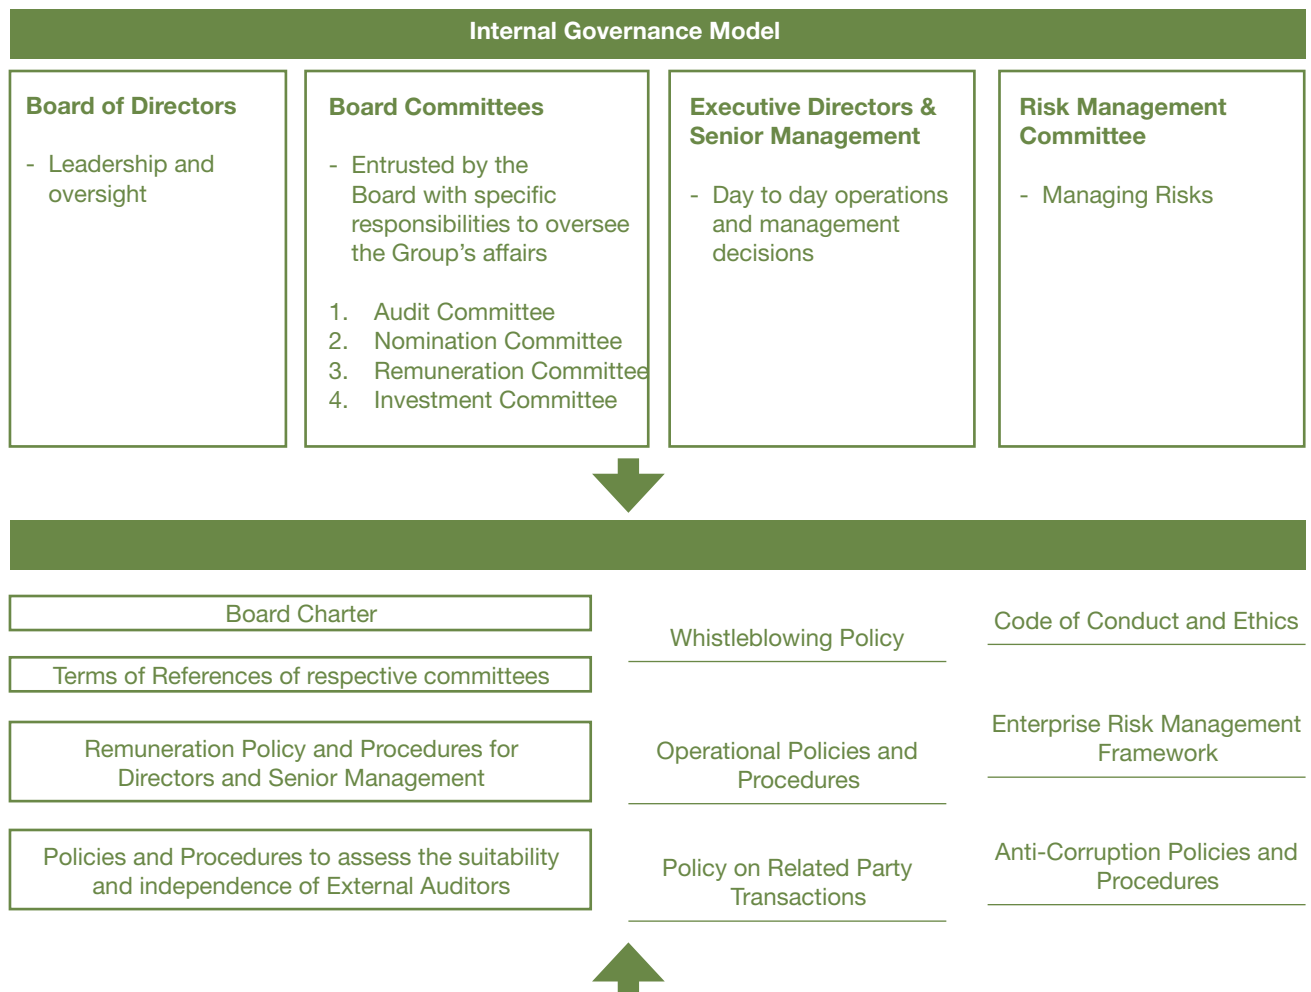 Internal Governance Model
Board of Directors
- Leadership and
oversight
Board Committees
- Entrusted by the
Board with specific
responsibilities to oversee
the Group's affairs
1. Audit Committee
2. Nomination Committee
3. Remuneration Committee
4. Investment Committee
Executive Directors &
Senior Management
- Day to day operations
and management
decisions
Risk Management
Committee
- Managing Risks
Board Charter
Terms of References of respective committees
Remuneration Policy and Procedures for
Directors and Senior Management
Policies and Procedures to assess the suitability
and independence of External Auditors
Whistleblowing Policy
Operational Policies and
Procedures
Policy on Related Party
Transactions
Code of Conduct and Ethics
Enterprise Risk Management
Framework
Anti-Corruption Policies and
Procedures